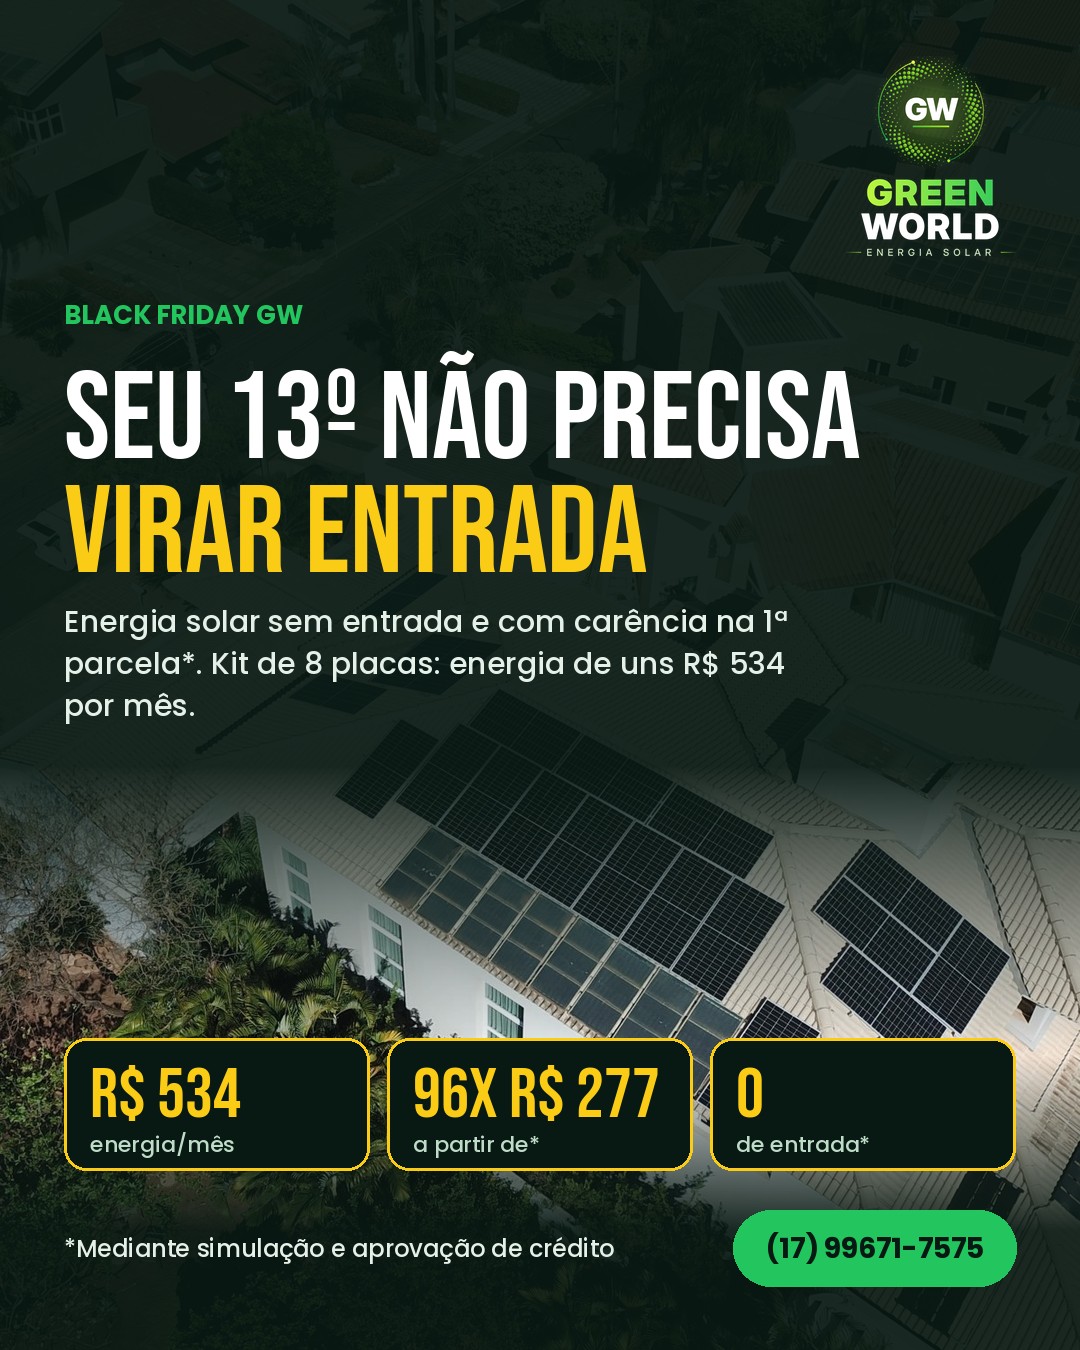 GW
GREEN
WORLD
ENERGIA SOLAR
BLACK FRIDAY GW
SEU 13º NÃO PRECISA
VIRAR ENTRADA
Energia solar sem entrada e com carência na 1ª
parcela*. Kit de 8 placas: energia de uns R$ 534
por mês.
R$ 534
energia/mês
96X R$ 277
a partir de*
0
de entrada*
*Mediante simulação e aprovação de crédito
(17) 99671-7575